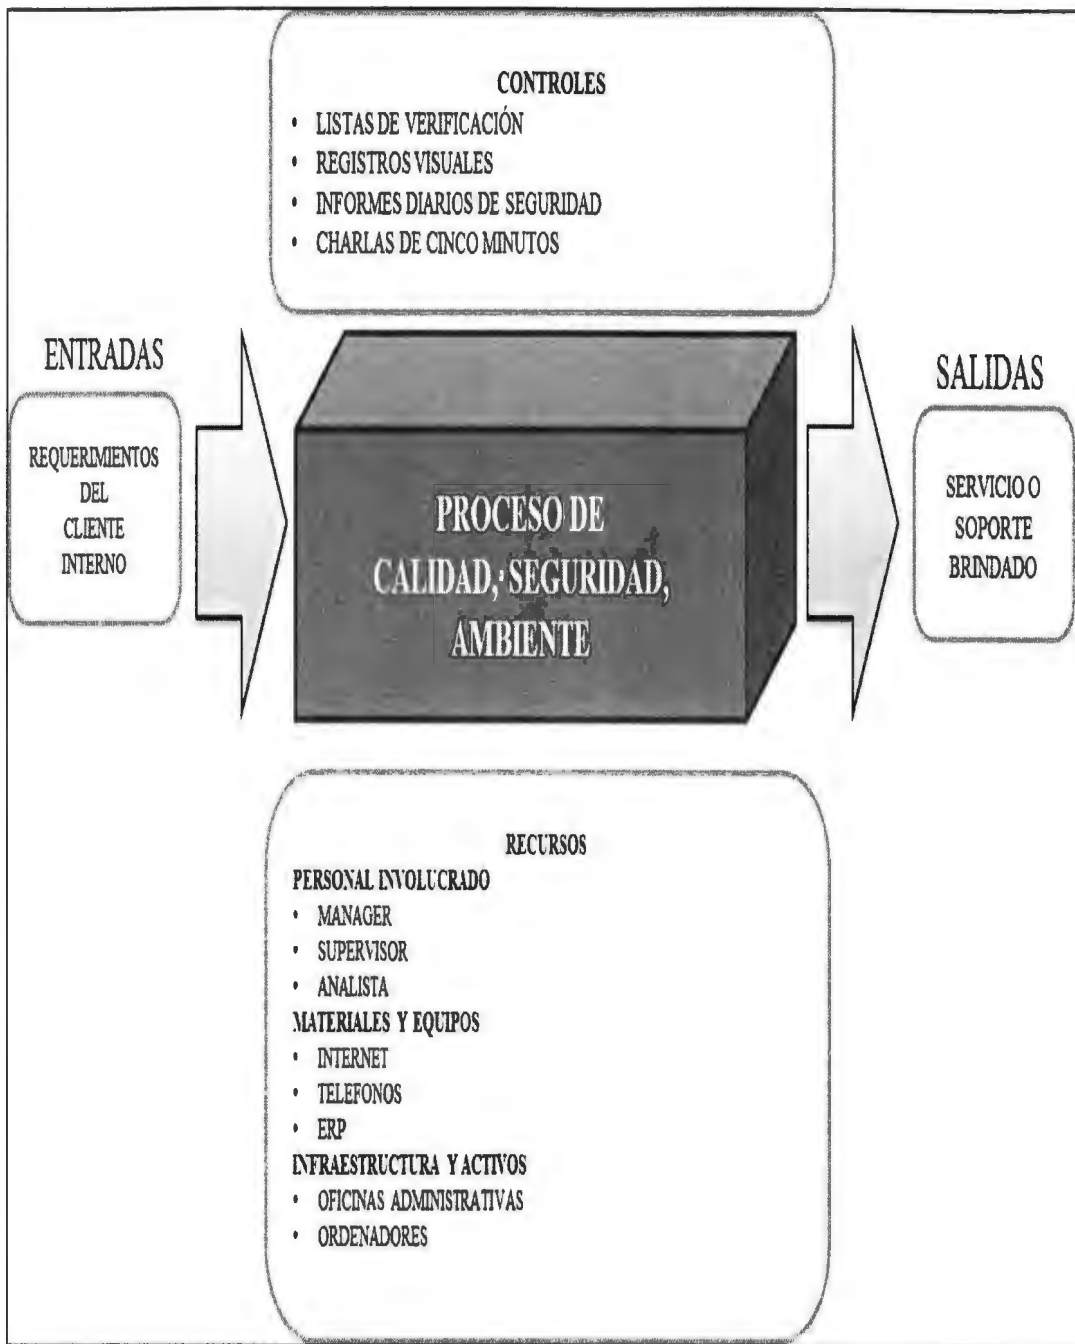 CONTROLES
• LISTAS DE VERIFICACIÓN
• REGISTROS VISUALES
• INFORMES DIARIOS DE SEGURIDAD
• CHARLAS DE CINCO MINUTOS
ENTRADAS
REQUERIMIENTOS
DEL
CLIENTE
INTERNO
PROCESO DE
CALIDAD, SEGURIDAD,
AMBIENTE
SALIDAS
SERVICIO O
SOPORTE
BRINDADO
RECURSOS
PERSONAL INVOLUCRADO
• MANAGER
• SUPERVISOR
• ANALISTA
MATERIALES Y EQUIPOS
• INTERNET
• TELEFONOS
• ERP
INFRAESTRUCTURA Y ACTIVOS
• OFICINAS ADMINISTRATIVAS
• ORDENADORES